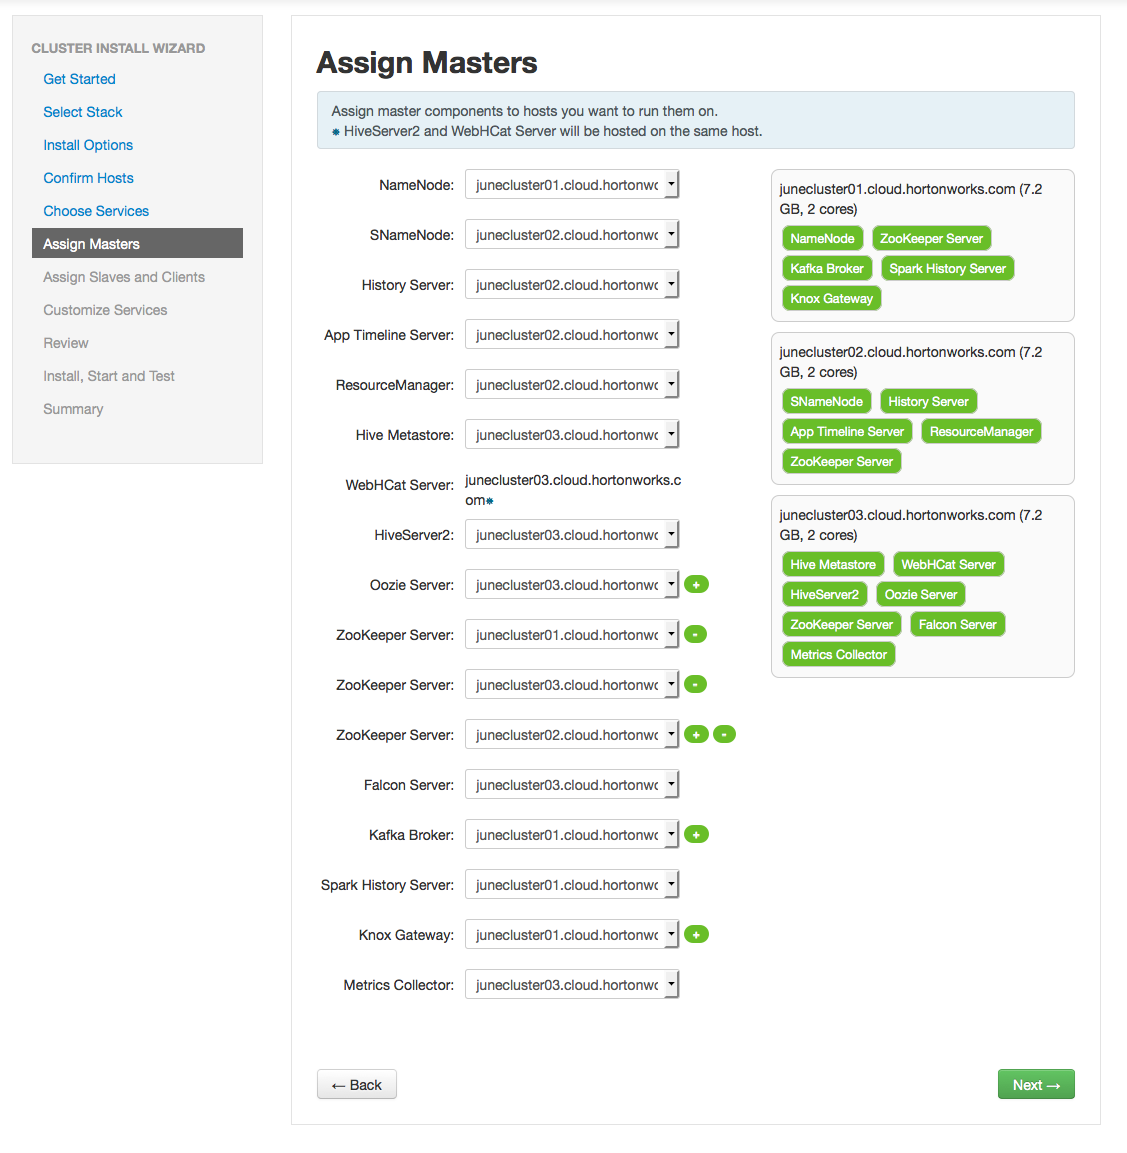 CLUSTER INSTALL WIZARD
Get Started
Select Stack
Install Options
Confirm Hosts
Choose Services
Assign Masters
Assign Slaves and Clients
Customize Services
Review
Install, Start and Test
Summary
Assign Masters
Assign master components to hosts you want to run them on.
* HiveServer2 and WebHCat Server will be hosted on the same host.
NameNode: junecluster01.cloud.hortonwo
SNameNode: junecluster02.cloud.hortonwo
History Server: junecluster02.cloud.hortonwo
App Timeline Server: junecluster02.cloud.hortonwo
ResourceManager: junecluster02.cloud.hortonwo
Hive Metastore: junecluster03.cloud.hortonwo
WebHCat Server: junecluster03.cloud.hortonworks.c
om*
HiveServer2: junecluster03.cloud.hortonwo
Oozie Server: junecluster03.cloud.hortonwo +
ZooKeeper Server: junecluster01.cloud.hortonwo -
ZooKeeper Server: junecluster03.cloud.hortonwo -
ZooKeeper Server: junecluster02.cloud.hortonwo + -
Falcon Server: junecluster03.cloud.hortonwo
Kafka Broker: junecluster01.cloud.hortonwo +
Spark History Server: junecluster01.cloud.hortonwo
Knox Gateway: junecluster01.cloud.hortonwo +
Metrics Collector: junecluster03.cloud.hortonwo
junecluster01.cloud.hortonworks.com (7.2
GB, 2 cores)
NameNode ZooKeeper Server
Kafka Broker Spark History Server
Knox Gateway
junecluster02.cloud.hortonworks.com (7.2
GB, 2 cores)
SNameNode History Server
App Timeline Server ResourceManager
ZooKeeper Server
junecluster03.cloud.hortonworks.com (7.2
GB, 2 cores)
Hive Metastore WebHCat Server
HiveServer2 Oozie Server
ZooKeeper Server Falcon Server
Metrics Collector
← Back
Next →